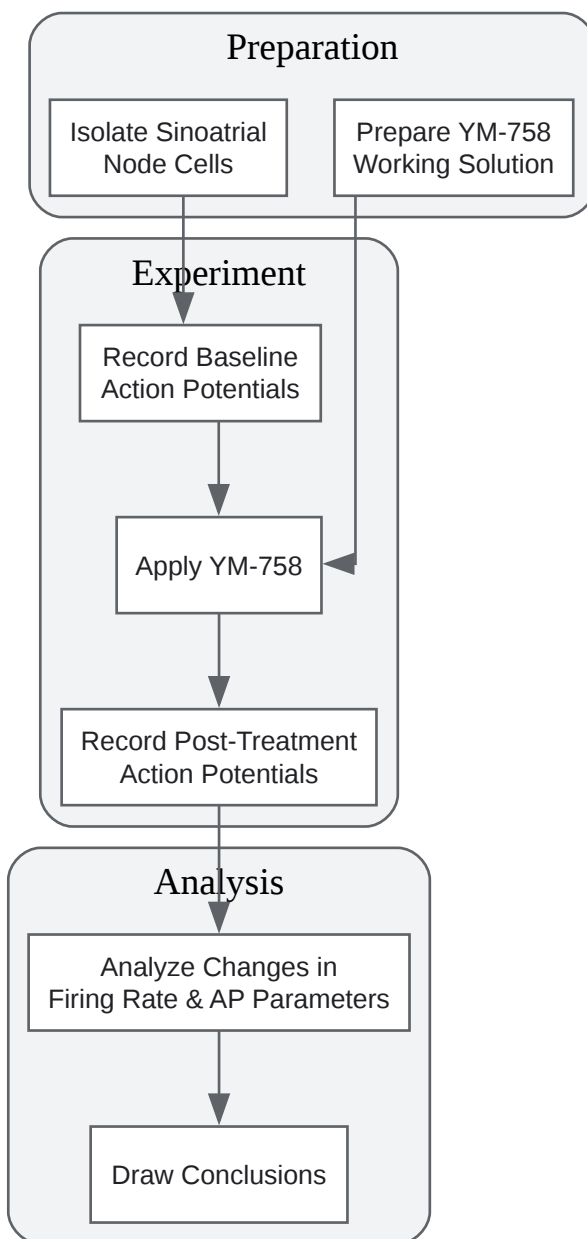 Preparation
Isolate Sinoatrial
Node Cells
Prepare YM-758
Working Solution
Experiment
Record Baseline
Action Potentials
Apply YM-758
Record Post-Treatment
Action Potentials
Analysis
Analyze Changes in
Firing Rate & AP Parameters
Draw Conclusions